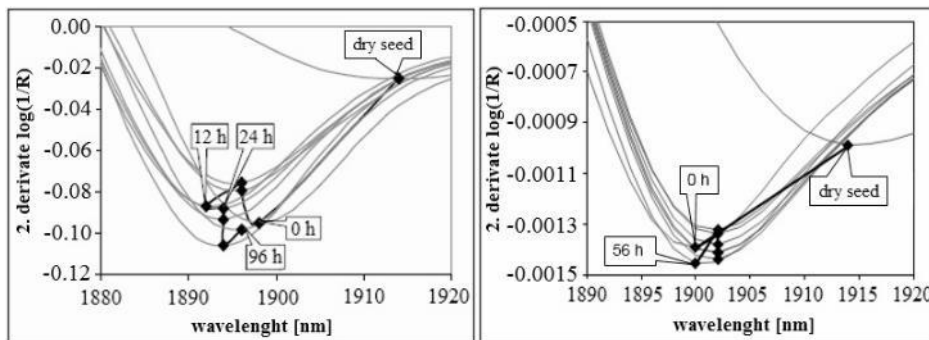 0.00
-0.02
-0.04
-0.06
-0.08
-0.10
-0.12
2. derivate log(1/R)
dry seed
12 h
24 h
0 h
96 h
1880
1890
1900
1910
1920
wavelenght [nm]
-0.0005
-0.0007
-0.0009
-0.0011
-0.0013
-0.0015
2. derivate log(1/R)
0 h
dry seed
56 h
1890
1895
1900
1905
1910
1915
1920
wavelenght [nm]